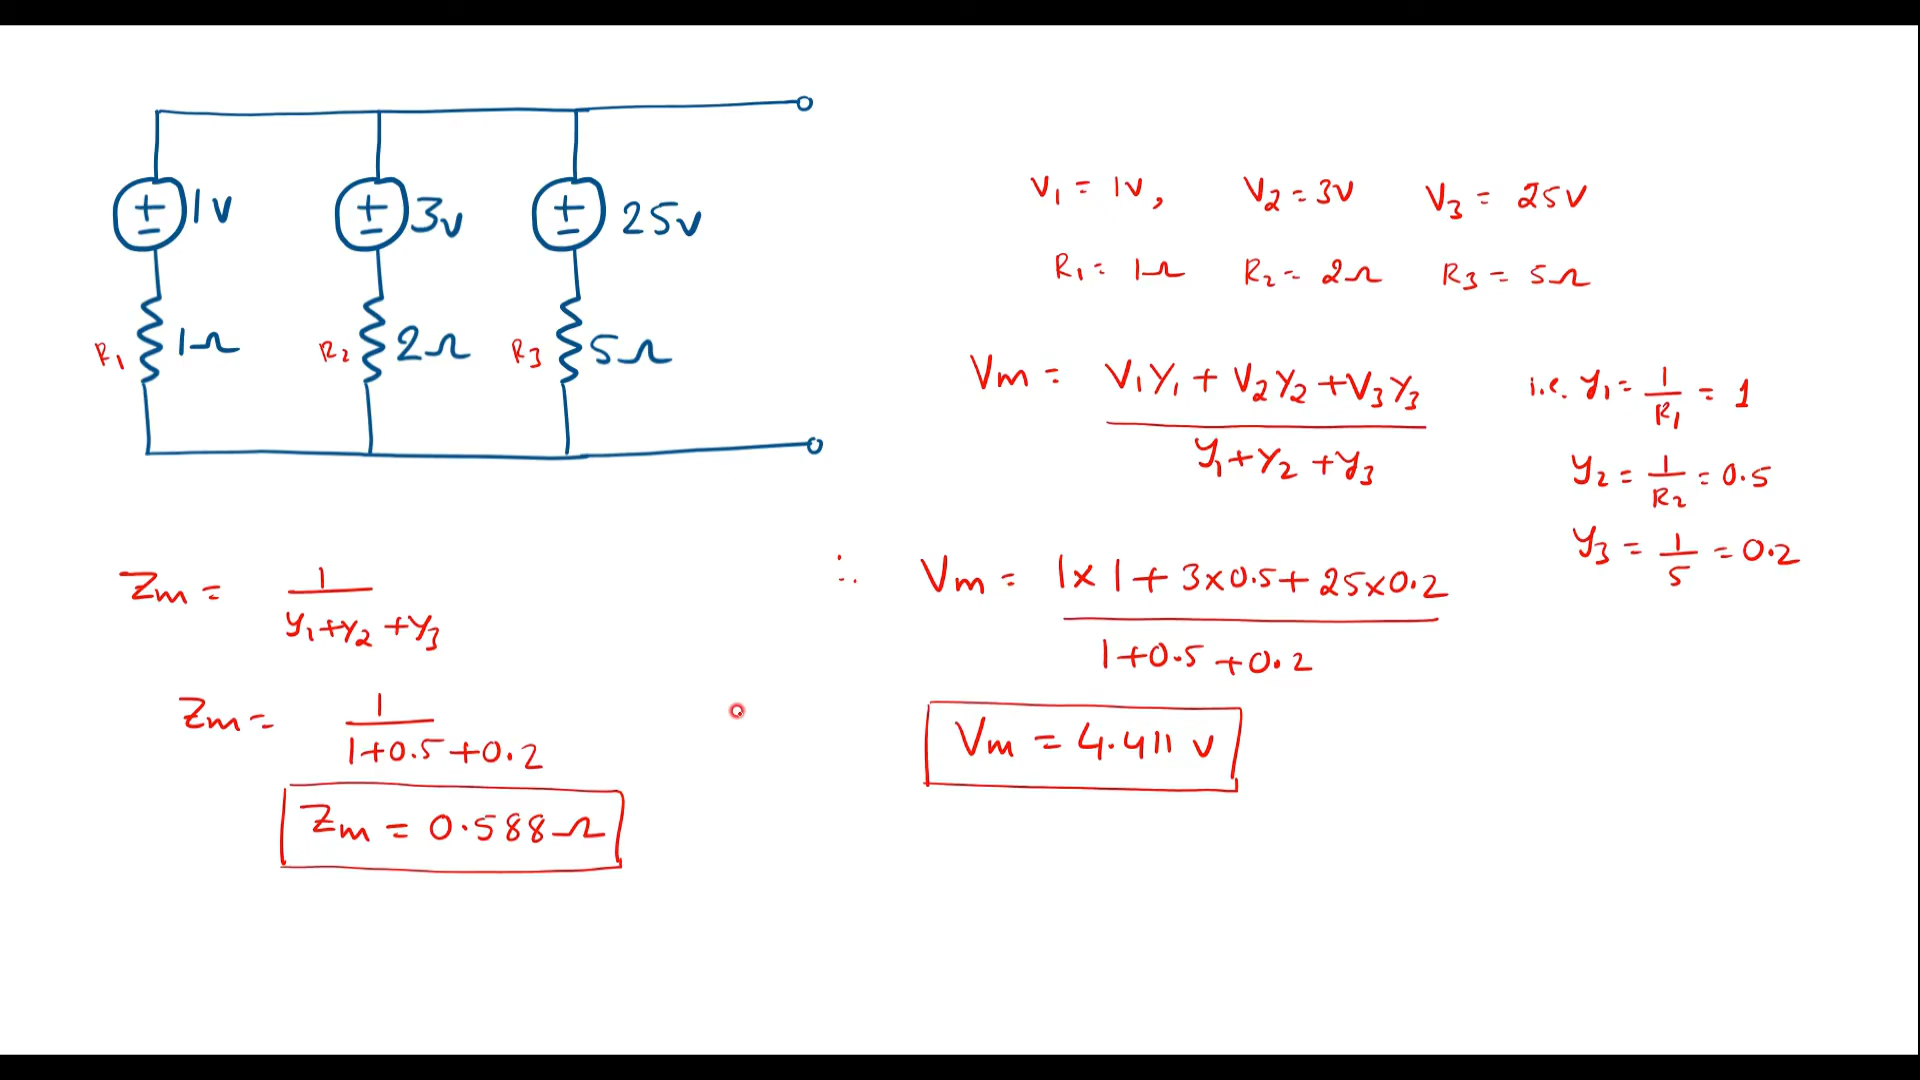 1v 3v 25v
R1 1Ω R2 2Ω R3 5Ω
V1 = 1v, V2 = 3v V3 = 25v
R1 = 1Ω R2 = 2Ω R3 = 5Ω
Vm = V1Y1 + V2Y2 + V3Y3 / Y1 + Y2 + Y3
i.e. Y1 = 1/R1 = 1
Y2 = 1/R2 = 0.5
Y3 = 1/5 = 0.2
∴ Vm = 1 x 1 + 3 x 0.5 + 25 x 0.2 / 1 + 0.5 + 0.2
Vm = 4.411 v
Zm = 1 / Y1 + Y2 + Y3
Zm = 1 / 1 + 0.5 + 0.2
Zm = 0.588Ω